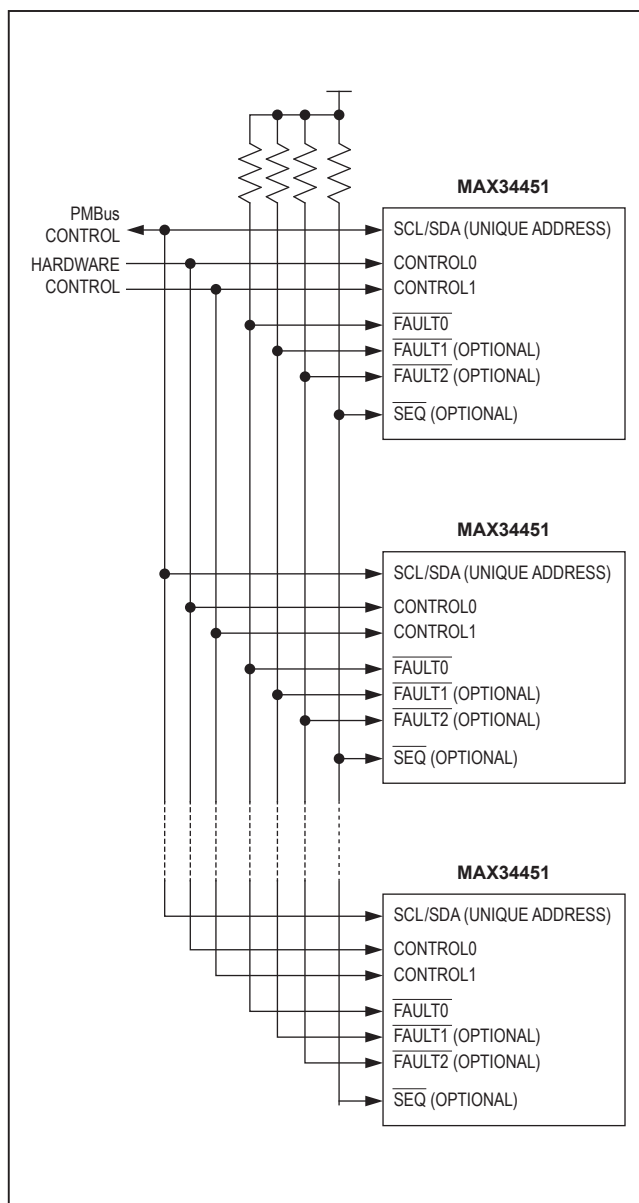 MAX34451
PMBus
CONTROL
HARDWARE
CONTROL
SCL/SDA (UNIQUE ADDRESS)
CONTROL0
CONTROL1
FAULT0
FAULT1 (OPTIONAL)
FAULT2 (OPTIONAL)
SEQ (OPTIONAL)
MAX34451
SCL/SDA (UNIQUE ADDRESS)
CONTROL0
CONTROL1
FAULT0
FAULT1 (OPTIONAL)
FAULT2 (OPTIONAL)
SEQ (OPTIONAL)
MAX34451
SCL/SDA (UNIQUE ADDRESS)
CONTROL0
CONTROL1
FAULT0
FAULT1 (OPTIONAL)
FAULT2 (OPTIONAL)
SEQ (OPTIONAL)